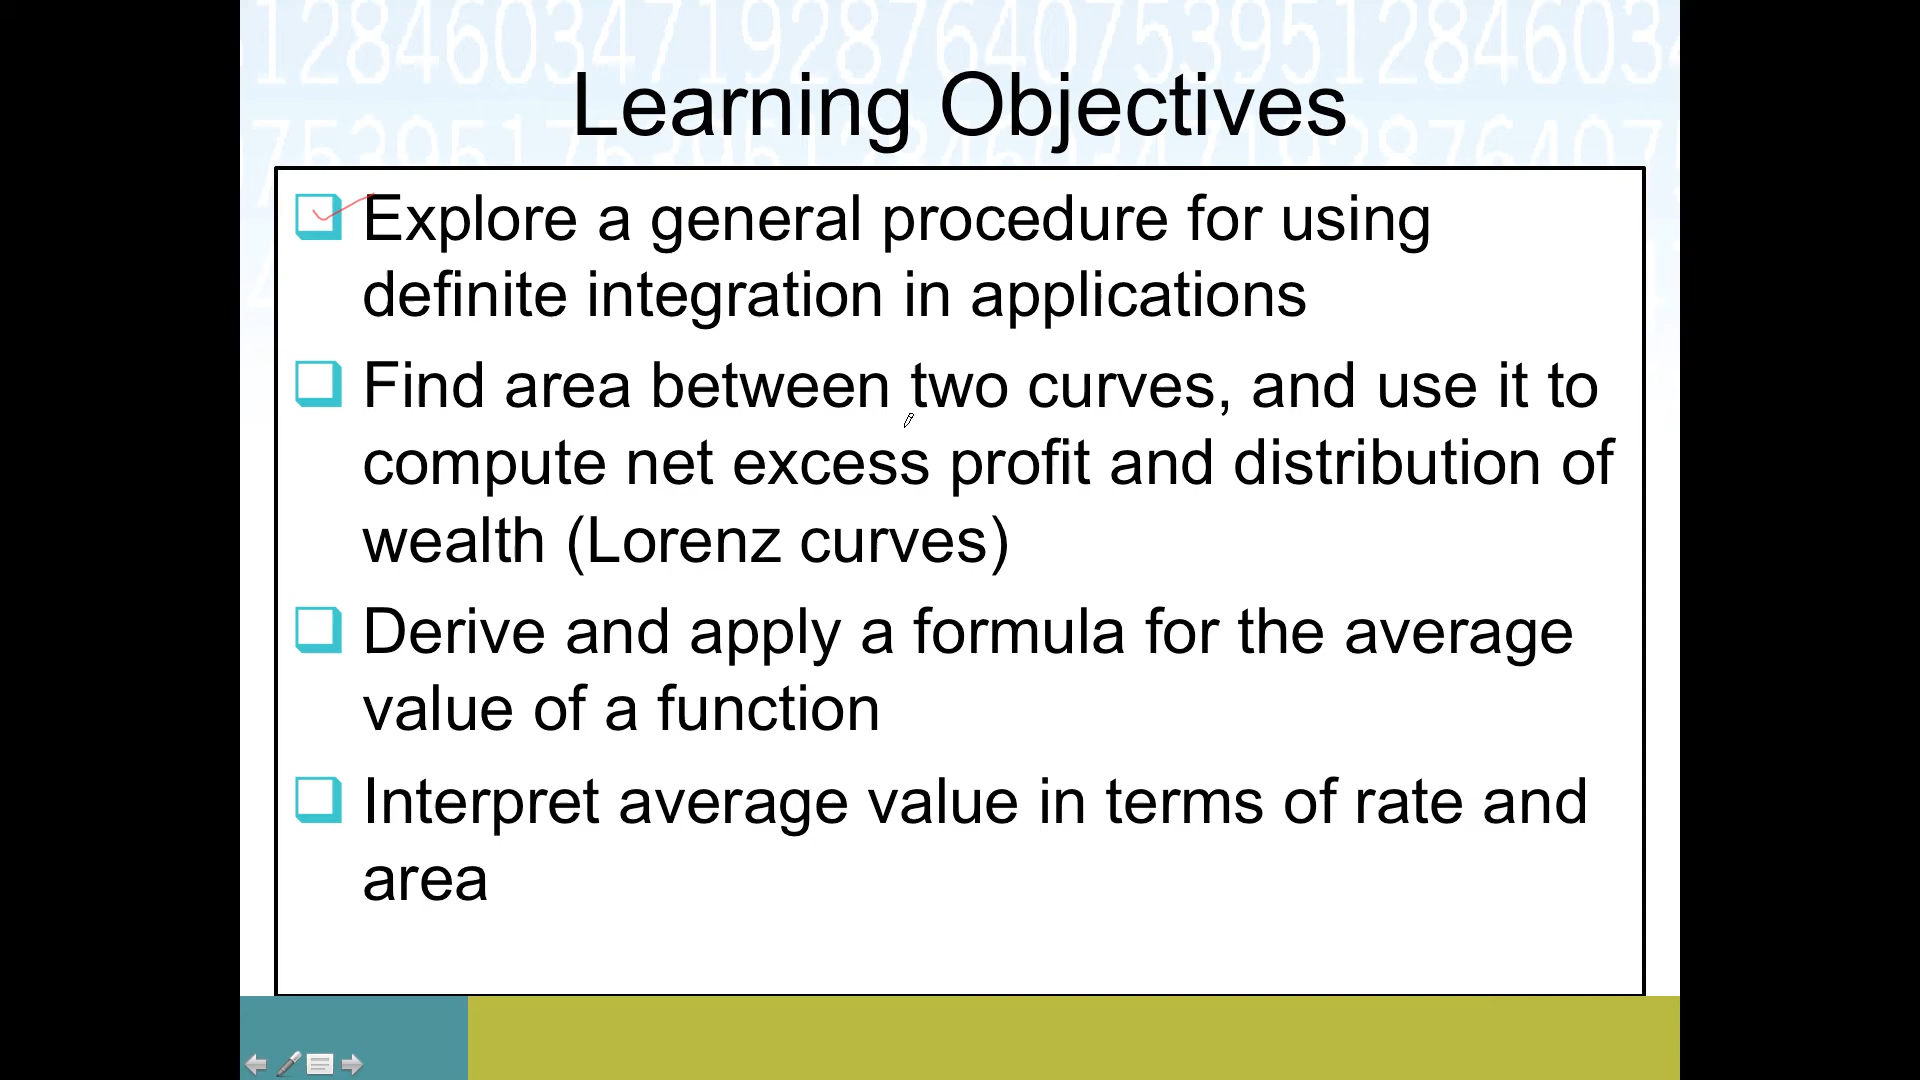 Learning Objectives
Explore a general procedure for using
definite integration in applications
Find area between two curves, and use it to
compute net excess profit and distribution of
wealth (Lorenz curves)
Derive and apply a formula for the average
value of a function
Interpret average value in terms of rate and
area